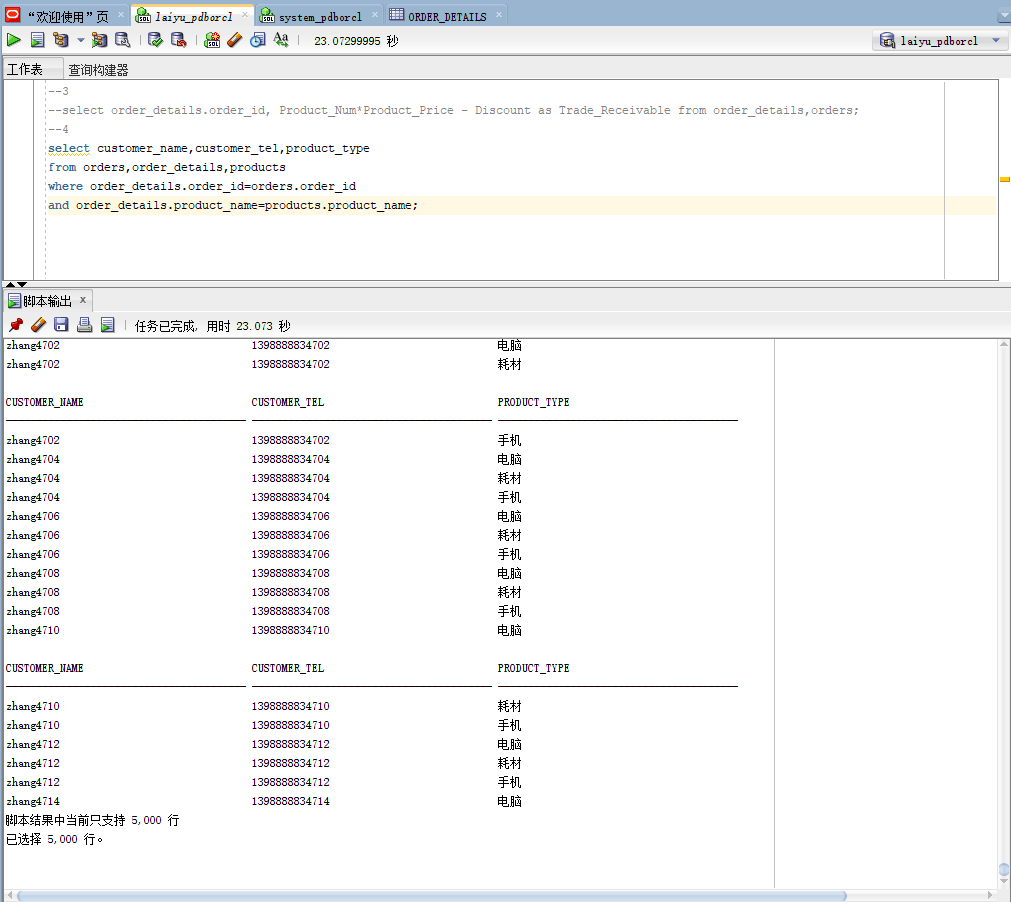 “欢迎使用”页 laiyu_pdborcl system_pdborcl ORDER_DETAILS
23.07299995 秒 laiyu_pdborcl
工作表 查询构建器
--3
--select order_details.order_id, Product_Num*Product_Price - Discount as Trade_Receivable from order_details,orders;
--4
select customer_name,customer_tel,product_type
from orders,order_details,products
where order_details.order_id=orders.order_id
and order_details.product_name=products.product_name;
脚本输出 x
任务已完成, 用时 23.073 秒
zhang4702 1398888834702 电脑
zhang4702 1398888834702 耗材
CUSTOMER_NAME CUSTOMER_TEL PRODUCT_TYPE
zhang4702 1398888834702 手机
zhang4704 1398888834704 电脑
zhang4704 1398888834704 耗材
zhang4704 1398888834704 手机
zhang4706 1398888834706 电脑
zhang4706 1398888834706 耗材
zhang4706 1398888834706 手机
zhang4708 1398888834708 电脑
zhang4708 1398888834708 耗材
zhang4708 1398888834708 手机
zhang4710 1398888834710 电脑
CUSTOMER_NAME CUSTOMER_TEL PRODUCT_TYPE
zhang4710 1398888834710 耗材
zhang4710 1398888834710 手机
zhang4712 1398888834712 电脑
zhang4712 1398888834712 耗材
zhang4712 1398888834712 手机
zhang4714 1398888834714 电脑
脚本结果中当前只支持 5,000 行
已选择 5,000 行。